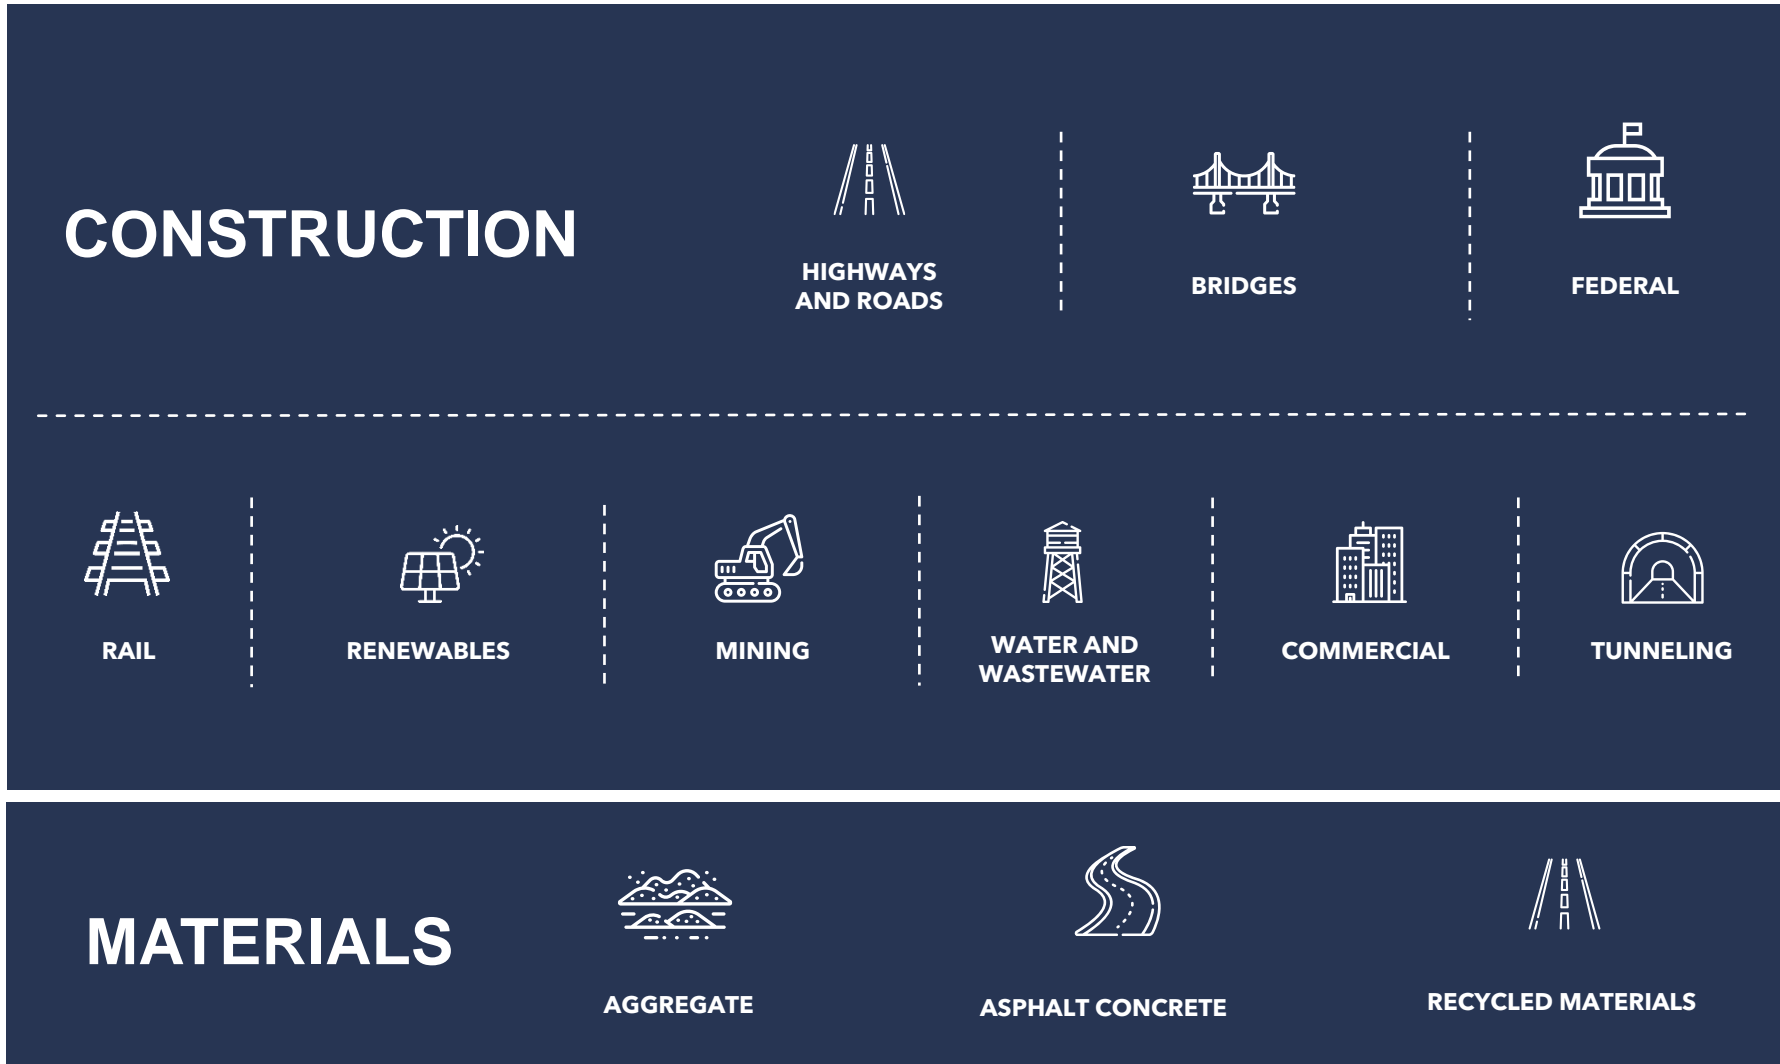 CONSTRUCTION
HIGHWAYS
AND ROADS
BRIDGES
FEDERAL
RAIL
RENEWABLES
MINING
WATER AND
WASTEWATER
COMMERCIAL
TUNNELING
MATERIALS
AGGREGATE
ASPHALT CONCRETE
RECYCLED MATERIALS